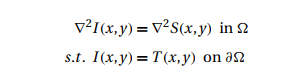 ∇²I(x,y) = ∇²S(x,y) in Ω
s.t. I(x,y) = T(x,y) on ∂Ω